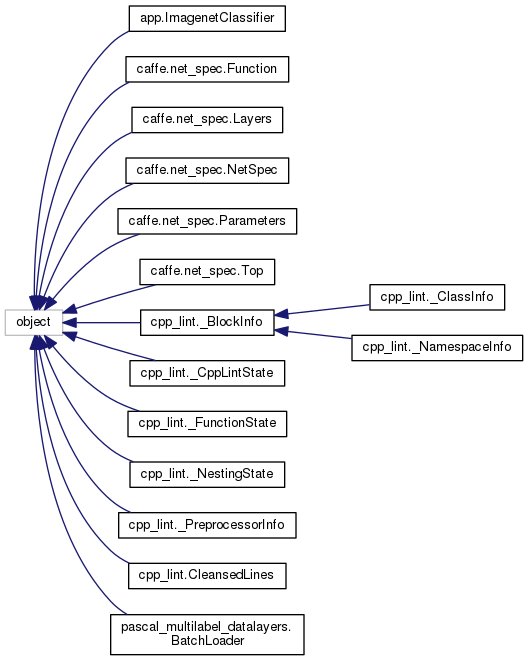 app.ImagenetClassifier
caffe.net_spec.Function
caffe.net_spec.Layers
caffe.net_spec.NetSpec
caffe.net_spec.Parameters
caffe.net_spec.Top
object
cpp_lint._BlockInfo
cpp_lint._ClassInfo
cpp_lint._NamespaceInfo
cpp_lint._CppLintState
cpp_lint._FunctionState
cpp_lint._NestingState
cpp_lint._PreprocessorInfo
cpp_lint.CleansedLines
pascal_multilabel_datalayers.
BatchLoader